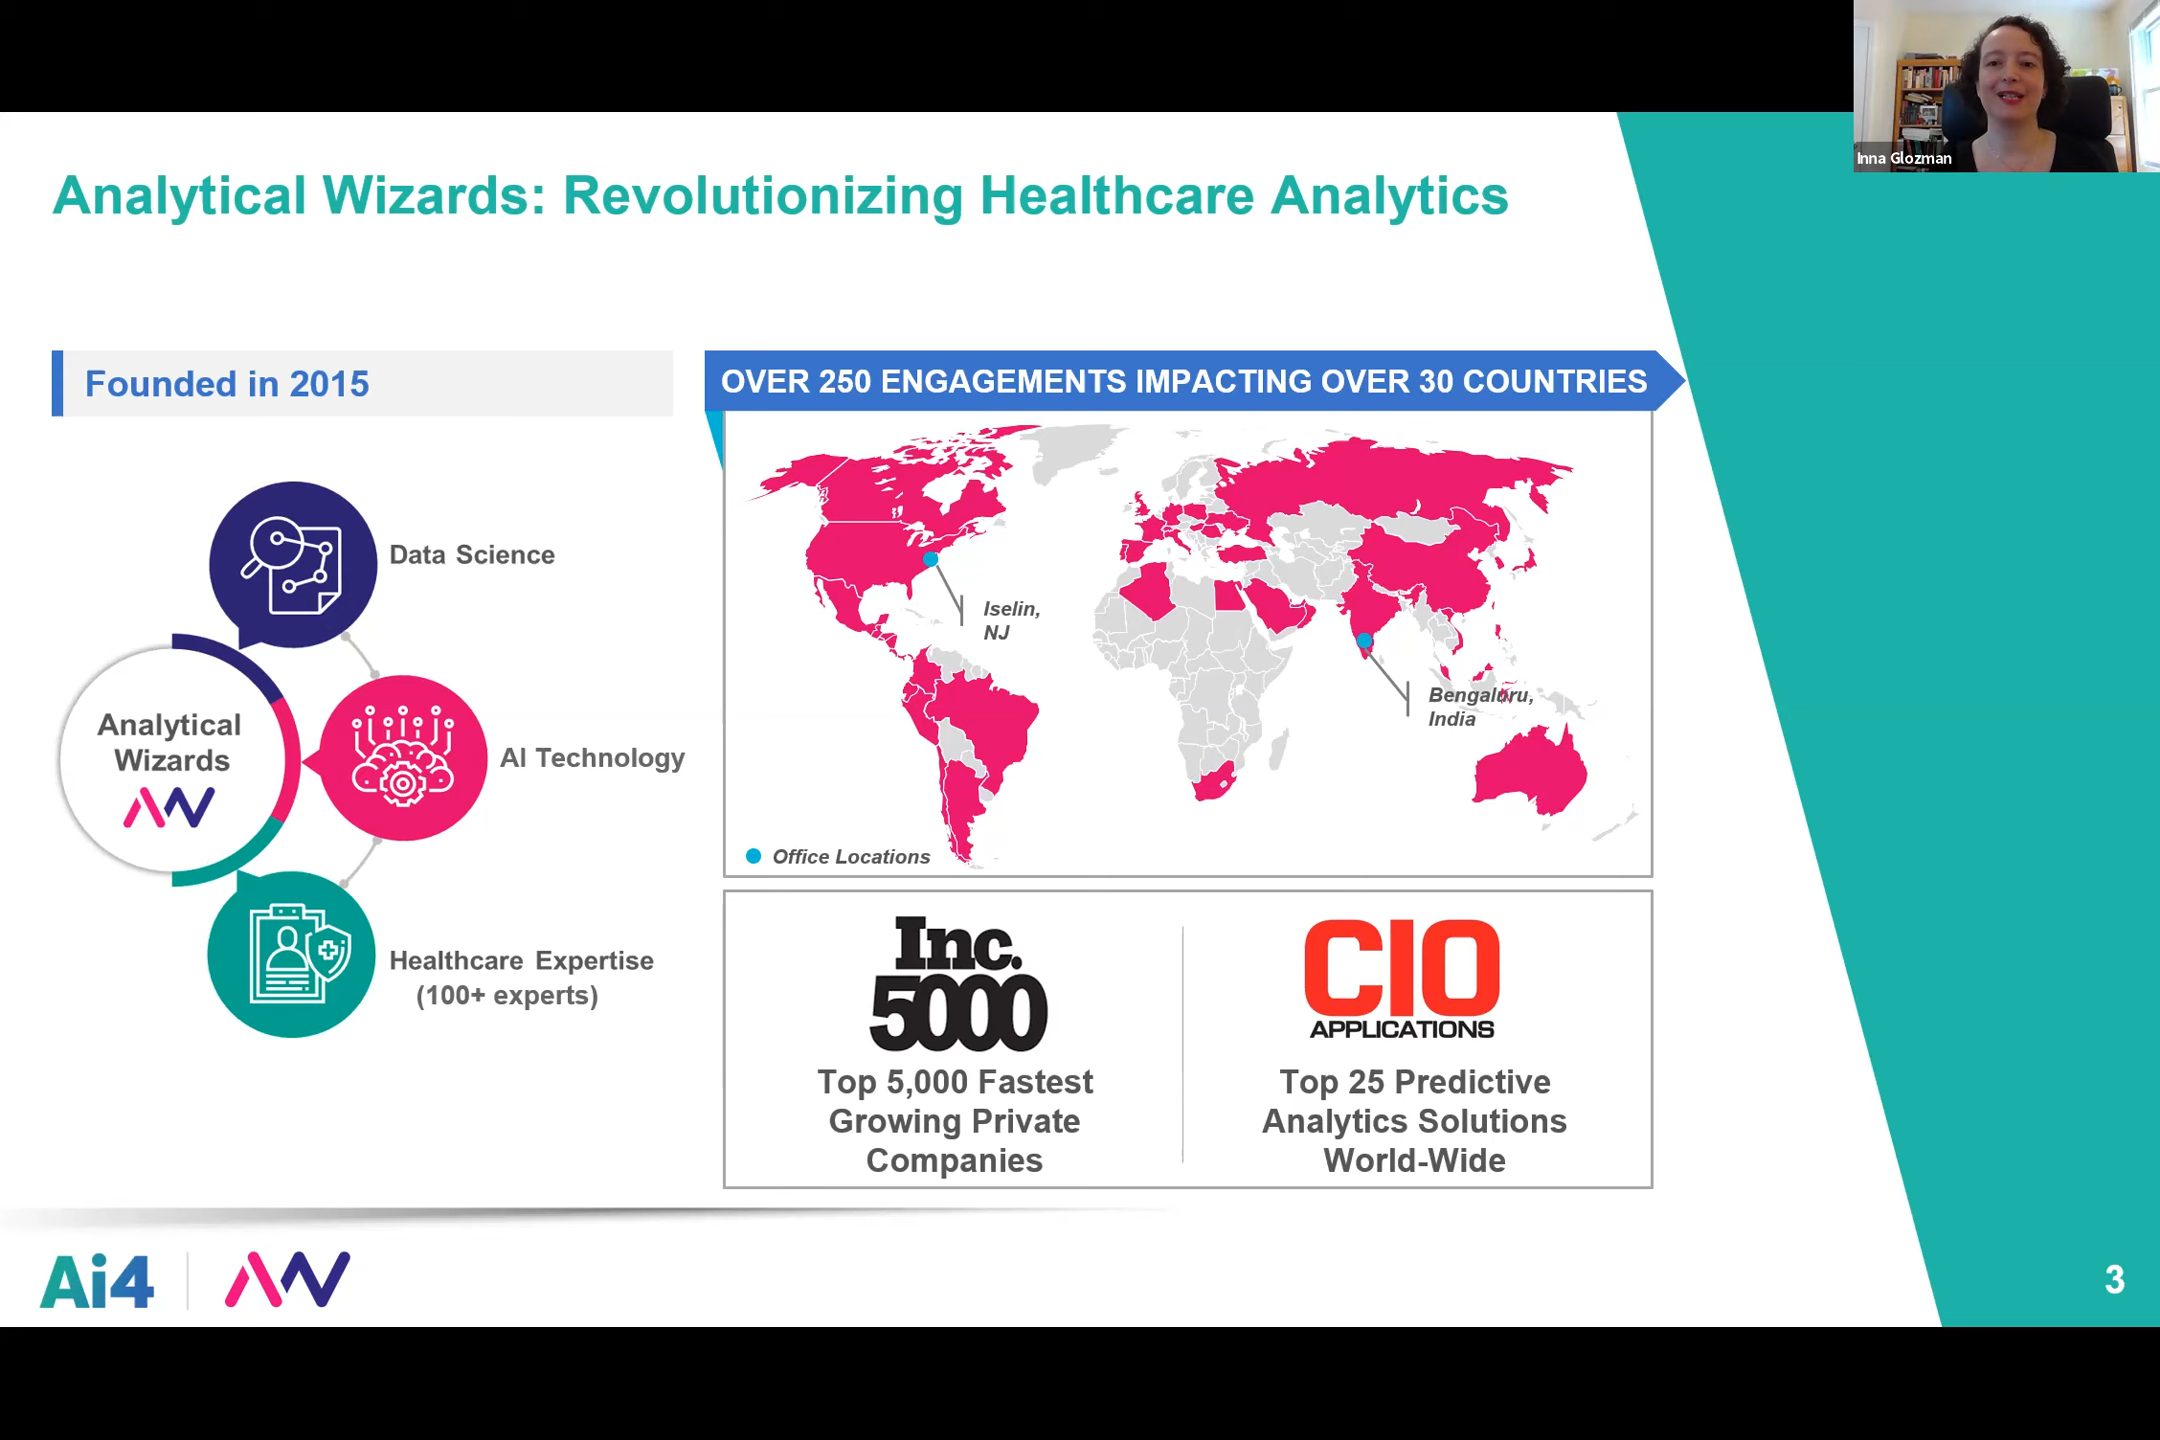 Inna Glozman
Analytical Wizards: Revolutionizing Healthcare Analytics
Founded in 2015
Data Science
Analytical
Wizards
AI Technology
Healthcare Expertise
(100+ experts)
OVER 250 ENGAGEMENTS IMPACTING OVER 30 COUNTRIES
Iselin,
NJ
Bengaluru,
India
Office Locations
Inc.
5000
Top 5,000 Fastest
Growing Private
Companies
CIO
APPLICATIONS
Top 25 Predictive
Analytics Solutions
World-Wide
Ai4
AW
3